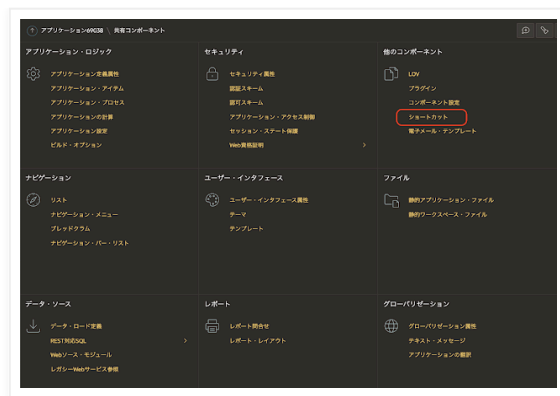 アプリケーション69038 \ 共有コンポーネント
アプリケーション・ロジック
アプリケーション定義属性
アプリケーション・アイテム
アプリケーション・プロセス
アプリケーションの計算
アプリケーション設定
ビルド・オプション
セキュリティ
セキュリティ属性
認証スキーム
認可スキーム
アプリケーション・アクセス制御
セッション・ステート保護
Web資格証明
他のコンポーネント
LOV
プラグイン
コンポーネント設定
ショートカット
電子メール・テンプレート
ナビゲーション
リスト
ナビゲーション・メニュー
ブレッドクラム
ナビゲーション・バー・リスト
ユーザー・インタフェース
ユーザー・インタフェース属性
テーマ
テンプレート
ファイル
静的アプリケーション・ファイル
静的ワークスペース・ファイル
データ・ソース
データ・ロード定義
REST対応SQL
Webソース・モジュール
レガシーWebサービス参照
レポート
レポート問合せ
レポート・レイアウト
グローバリゼーション
グローバリゼーション属性
テキスト・メッセージ
アプリケーションの翻訳